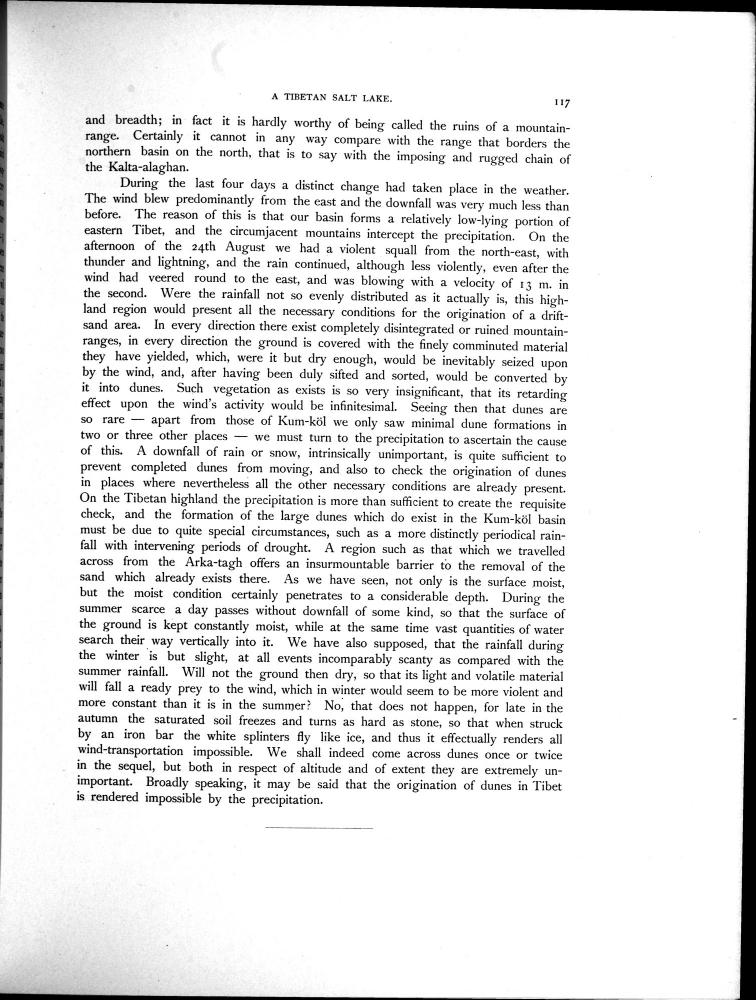 A TIBETAN SALT LAKE.
117
and breadth; in fact it is hardly worthy of being called the ruins of a mountain-
range. Certainly it cannot in any way compare with the range that borders the
northern basin on the north, that is to say with the imposing and rugged chain of
the Kalta-alaghan.
During the last four days a distinct change had taken place in the weather.
The wind blew predominantly from the east and the downfall was very much less than
before. The reason of this is that our basin forms a relatively low-lying portion of
eastern Tibet, and the circumjacent mountains intercept the precipitation. On the
afternoon of the 24th August we had a violent squall from the north-east, with
thunder and lightning, and the rain continued, although less violently, even after the
wind had veered round to the east, and was blowing with a velocity of 13 m. in
the second. Were the rainfall not so evenly distributed as it actually is, this high-
land region would present all the necessary conditions for the origination of a drift-
sand area. In every direction there exist completely disintegrated or ruined mountain-
ranges, in every direction the ground is covered with the finely comminuted material
they have yielded, which, were it but dry enough, would be inevitably seized upon
by the wind, and, after having been duly sifted and sorted, would be converted by
it into dunes. Such vegetation as exists is so very insignificant, that its retarding
effect upon the wind's activity would be infinitesimal. Seeing then that dunes are
so rare — apart from those of Kum-köl we only saw minimal dune formations in
two or three other places — we must turn to the precipitation to ascertain the cause
of this. A downfall of rain or snow, intrinsically unimportant, is quite sufficient to
prevent completed dunes from moving, and also to check the origination of dunes
in places where nevertheless all the other necessary conditions are already present.
On the Tibetan highland the precipitation is more than sufficient to create the requisite
check, and the formation of the large dunes which do exist in the Kum-köl basin
must be due to quite special circumstances, such as a more distinctly periodical rain-
fall with intervening periods of drought. A region such as that which we travelled
across from the Arka-tagh offers an insurmountable barrier to the removal of the
sand which already exists there. As we have seen, not only is the surface moist,
but the moist condition certainly penetrates to a considerable depth. During the
summer scarce a day passes without downfall of some kind, so that the surface of
the ground is kept constantly moist, while at the same time vast quantities of water
search their way vertically into it. We have also supposed, that the rainfall during
the winter is but slight, at all events incomparably scanty as compared with the
summer rainfall. Will not the ground then dry, so that its light and volatile material
will fall a ready prey to the wind, which in winter would seem to be more violent and
more constant than it is in the summer? No, that does not happen, for late in the
autumn the saturated soil freezes and turns as hard as stone, so that when struck
by an iron bar the white splinters fly like ice, and thus it effectually renders all
wind-transportation impossible. We shall indeed come across dunes once or twice
in the sequel, but both in respect of altitude and of extent they are extremely un-
important. Broadly speaking, it may be said that the origination of dunes in Tibet
is rendered impossible by the precipitation.